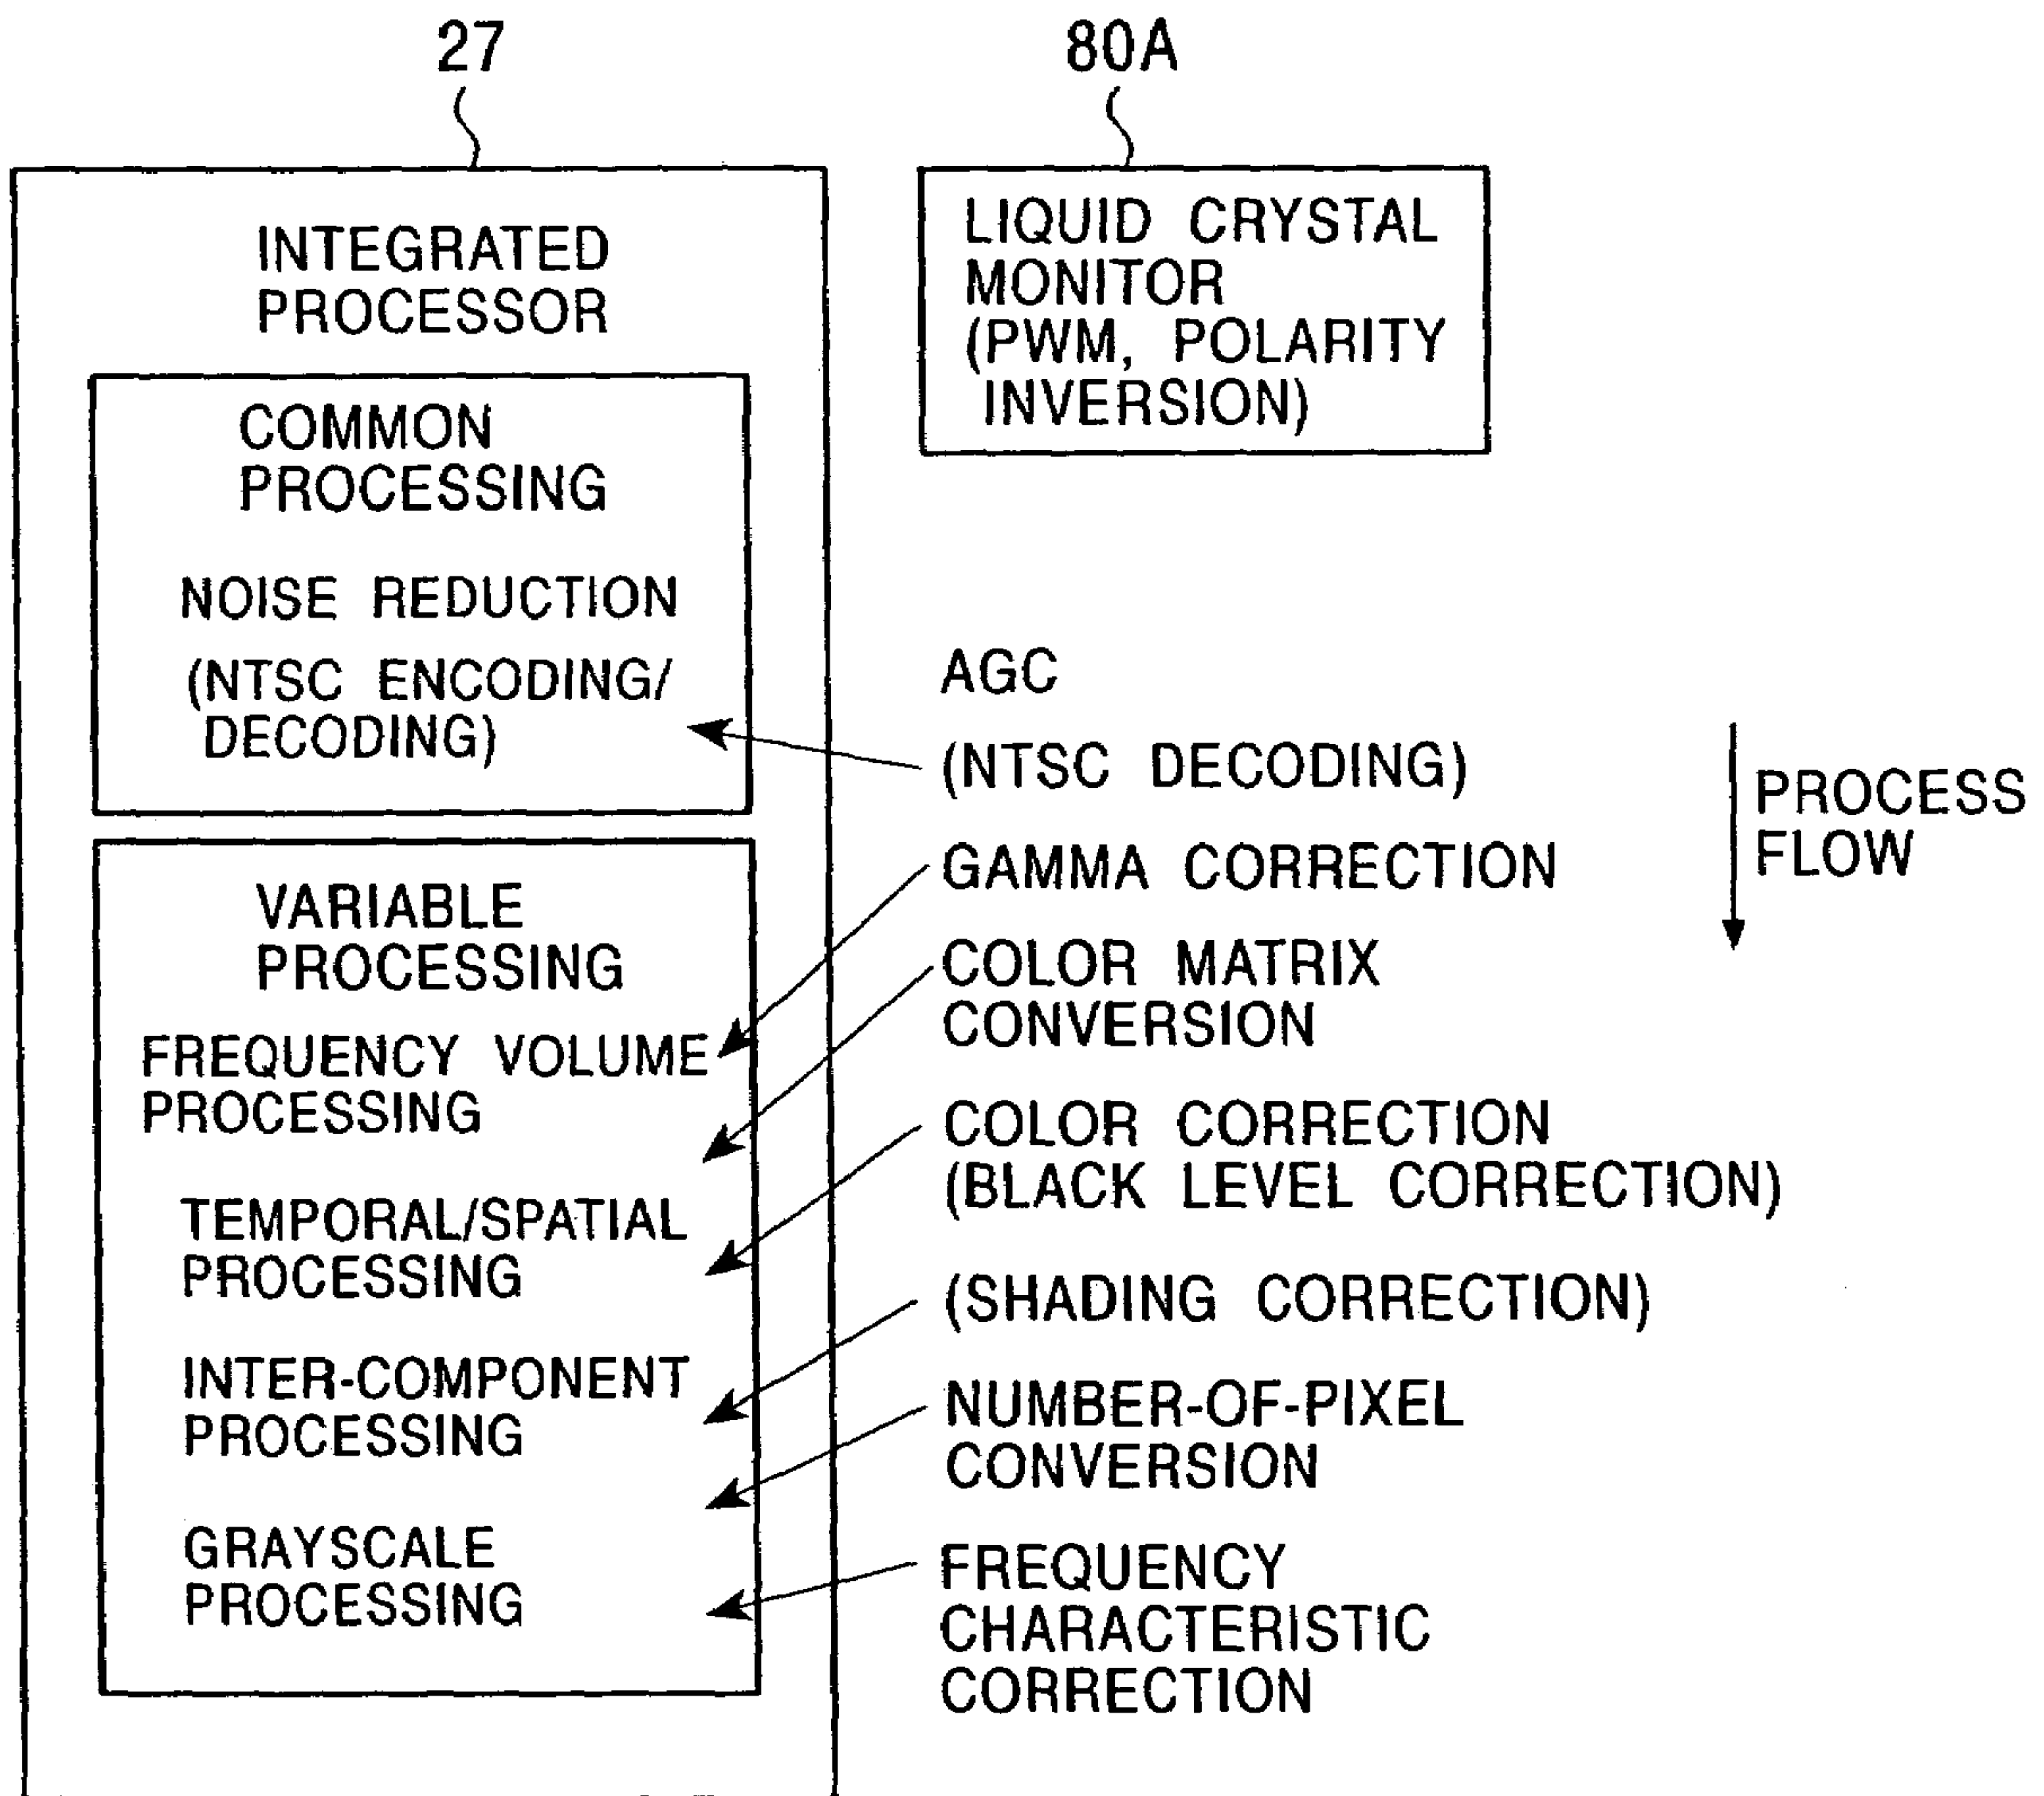 27
80A
INTEGRATED
PROCESSOR
COMMON
PROCESSING
NOISE REDUCTION
(NTSC ENCODING/
DECODING)
VARIABLE
PROCESSING
FREQUENCY VOLUME
PROCESSING
TEMPORAL/SPATIAL
PROCESSING
INTER-COMPONENT
PROCESSING
GRAYSCALE
PROCESSING
LIQUID CRYSTAL
MONITOR
(PWM, POLARITY
INVERSION)
AGC
(NTSC DECODING)
GAMMA CORRECTION
COLOR MATRIX
CONVERSION
COLOR CORRECTION
(BLACK LEVEL CORRECTION)
(SHADING CORRECTION)
NUMBER-OF-PIXEL
CONVERSION
FREQUENCY
CHARACTERISTIC
CORRECTION
PROCESS
FLOW